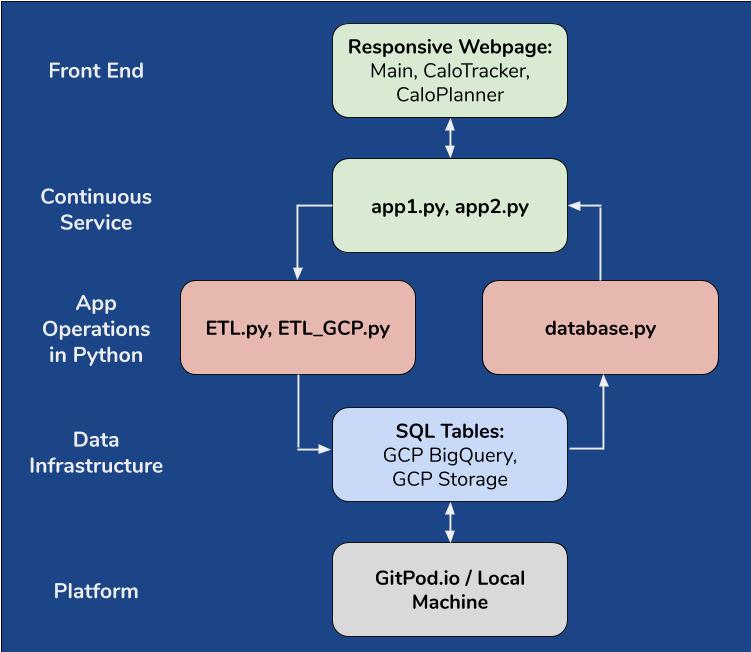 Front End
Responsive Webpage:
Main, CaloTracker,
CaloPlanner
Continuous
Service
app1.py, app2.py
App
Operations
in Python
ETL.py, ETL_GCP.py
database.py
Data
Infrastructure
SQL Tables:
GCP BigQuery,
GCP Storage
Platform
GitPod.io / Local
Machine